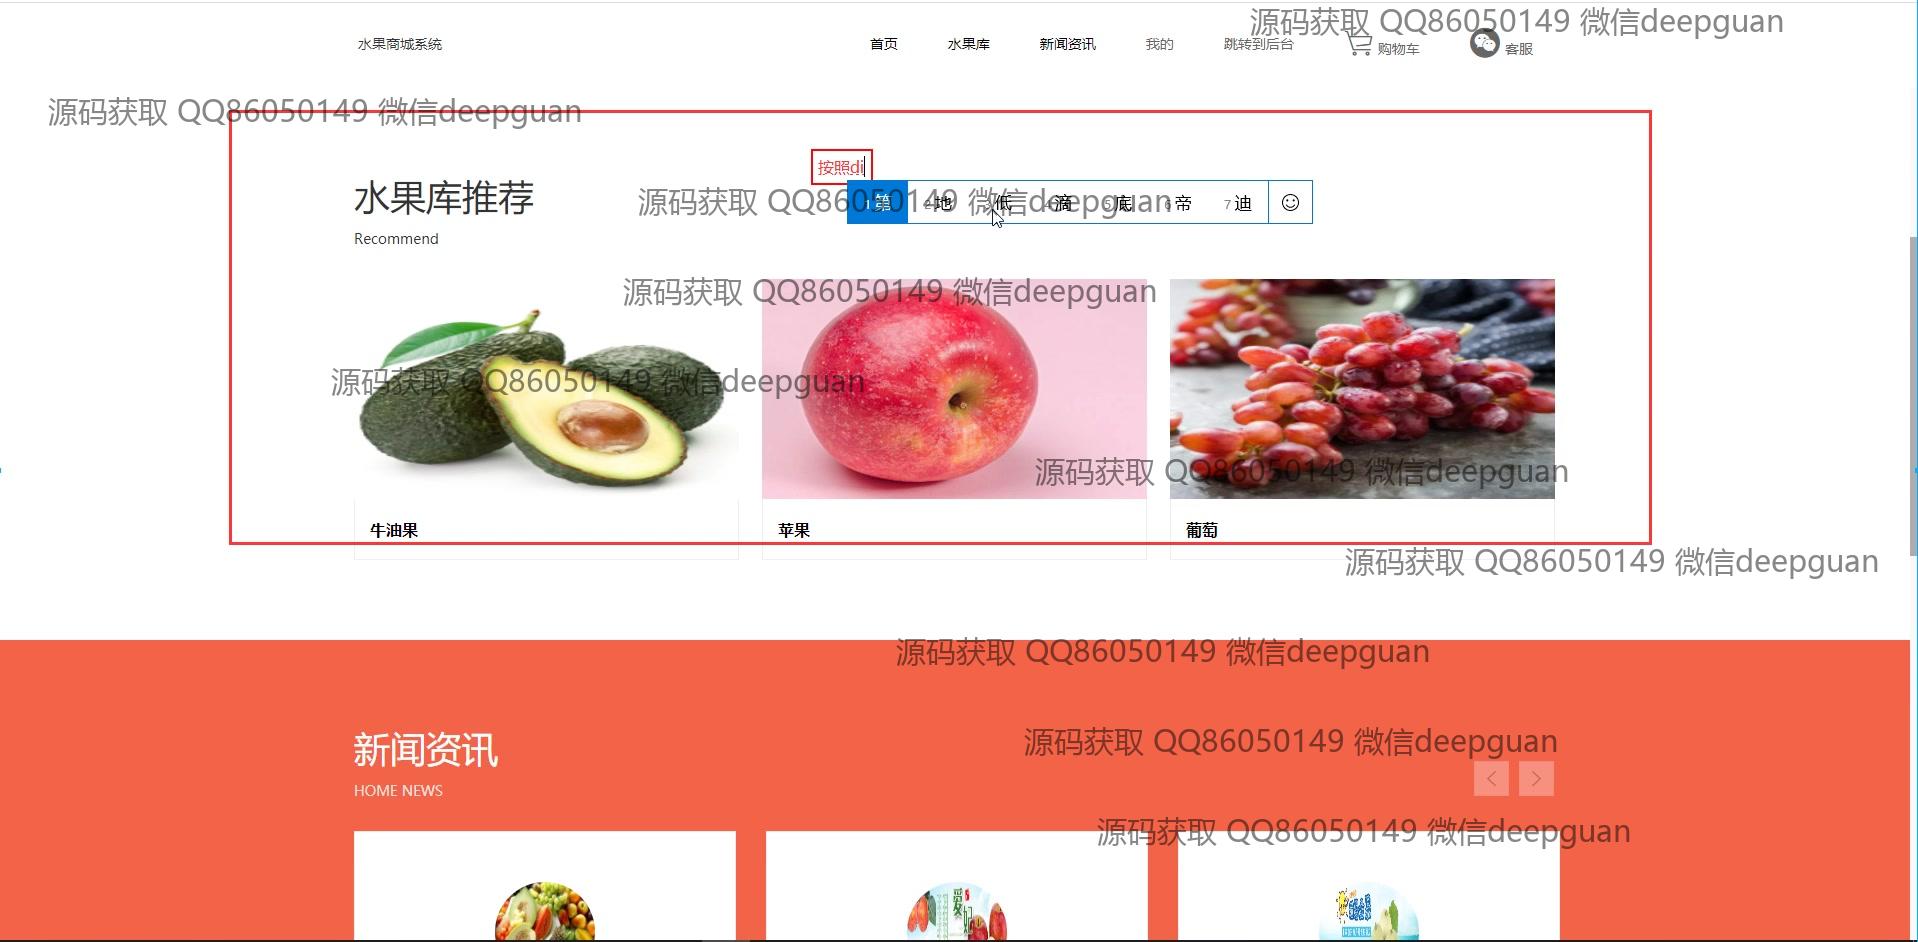 源码获取 QQ86050149 微信deepguan
水果商城系统 首页 水果库 新闻资讯 我的 跳转到后台 购物车 客服
源码获取 QQ86050149 微信deepguan
按照di
水果库推荐
源码获取 QQ86050149 微信deepguan
1 第 2 地 3 低 4 滴 5 底 6 帝 7 迪
Recommend
源码获取 QQ86050149 微信deepguan
源码获取 QQ86050149 微信deepguan
源码获取 QQ86050149 微信deepguan
牛油果 苹果 葡萄
源码获取 QQ86050149 微信deepguan
源码获取 QQ86050149 微信deepguan
新闻资讯
源码获取 QQ86050149 微信deepguan
HOME NEWS
源码获取 QQ86050149 微信deepguan